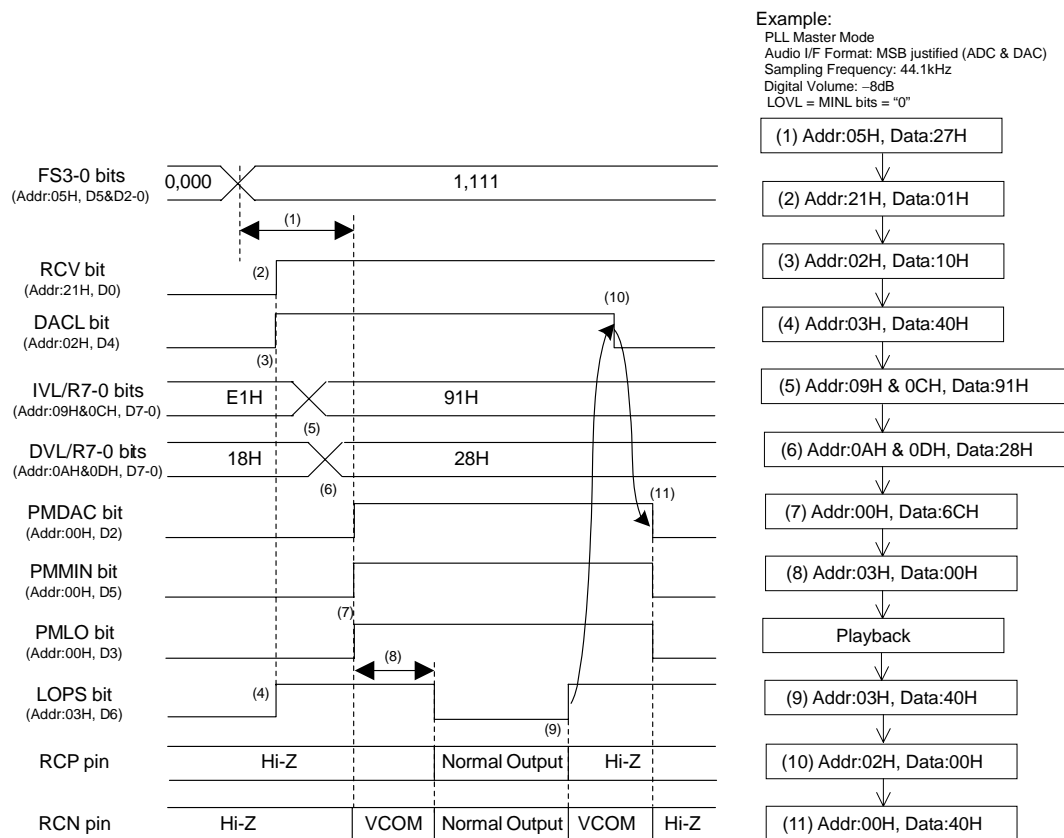 Example:
PLL Master Mode
Audio I/F Format: MSB justified (ADC & DAC)
Sampling Frequency: 44.1kHz
Digital Volume: −8dB
LOVL = MINL bits = “0”
FS3-0 bits
(Addr:05H, D5&D2-0)
0,000
1,111
(1)
RCV bit
(Addr:21H, D0)
(2)
DACL bit
(Addr:02H, D4)
(3)
(10)
IVL/R7-0 bits
(Addr:09H&0CH, D7-0)
E1H
91H
(5)
DVL/R7-0 bits
(Addr:0AH&0DH, D7-0)
18H
28H
(6)
PMDAC bit
(Addr:00H, D2)
(11)
PMMIN bit
(Addr:00H, D5)
PMLO bit
(Addr:00H, D3)
(7)
(8)
LOPS bit
(Addr:03H, D6)
(4)
(9)
RCP pin
Hi-Z
Normal Output
Hi-Z
RCN pin
Hi-Z
VCOM
Normal Output
VCOM
Hi-Z
(1) Addr:05H, Data:27H
(2) Addr:21H, Data:01H
(3) Addr:02H, Data:10H
(4) Addr:03H, Data:40H
(5) Addr:09H & 0CH, Data:91H
(6) Addr:0AH & 0DH, Data:28H
(7) Addr:00H, Data:6CH
(8) Addr:03H, Data:00H
Playback
(9) Addr:03H, Data:40H
(10) Addr:02H, Data:00H
(11) Addr:00H, Data:40H